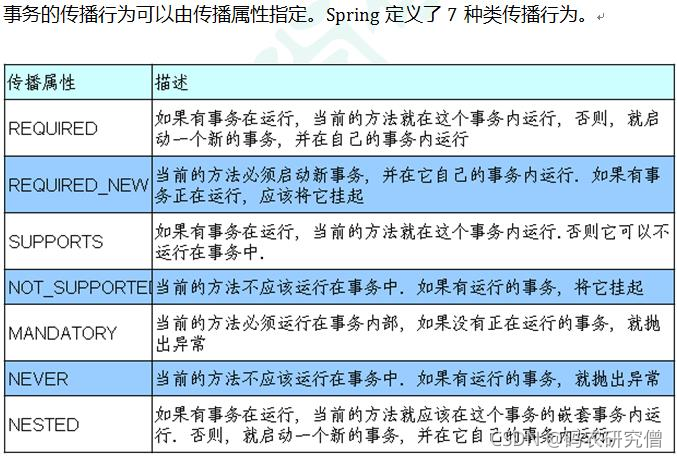 事务的传播行为可以由传播属性指定。Spring 定义了 7 种类传播行为。
传播属性 描述
REQUIRED
如果有事务在运行，当前的方法就在这个事务内运行，否则，就启
动一个新的事务，并在自己的事务内运行
REQUIRED_NEW
当前的方法必须启动新事务，并在它自己的事务内运行．如果有事
务正在运行，应该将它挂起
SUPPORTS
如果有事务在运行，当前的方法就在这个事务内运行．否则它可以不
运行在事务中．
NOT_SUPPORTED 当前的方法不应该运行在事务中．如果有运行的事务，将它挂起
MANDATORY
当前的方法必须运行在事务内部，如果没有正在运行的事务，就抛
出异常
NEVER 当前的方法不应该运行在事务中．如果有运行的事务，就抛出异常
NESTED
如果有事务在运行，当前的方法就应该在这个事务的嵌套事务内运
行．否则，就启动一个新的事务，并在它自己的事务内运行．
CSDN @码农研究僧